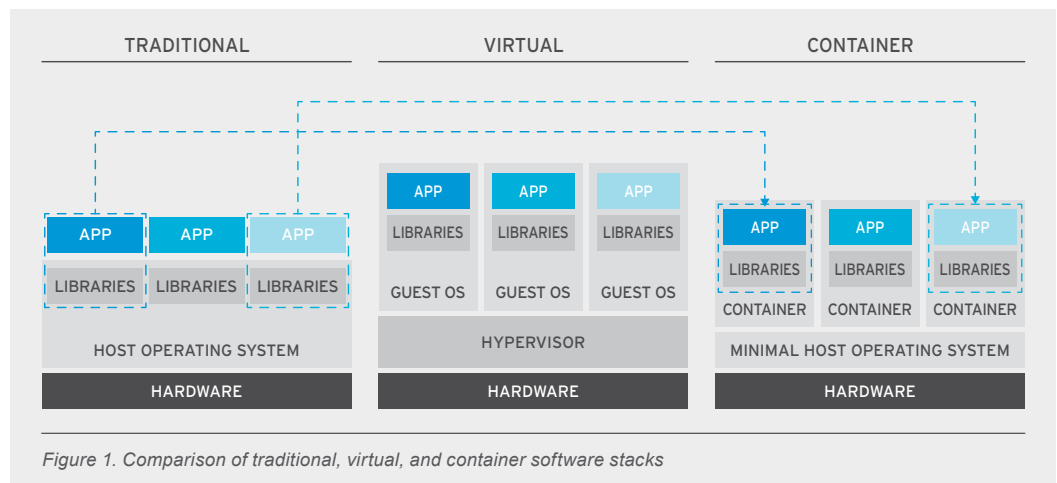 TRADITIONAL
VIRTUAL
CONTAINER
APP
APP
APP
LIBRARIES
LIBRARIES
LIBRARIES
HOST OPERATING SYSTEM
HARDWARE
APP
APP
APP
LIBRARIES
LIBRARIES
LIBRARIES
GUEST OS
GUEST OS
GUEST OS
HYPERVISOR
HARDWARE
APP
APP
APP
LIBRARIES
LIBRARIES
LIBRARIES
CONTAINER
CONTAINER
CONTAINER
MINIMAL HOST OPERATING SYSTEM
HARDWARE
Figure 1. Comparison of traditional, virtual, and container software stacks